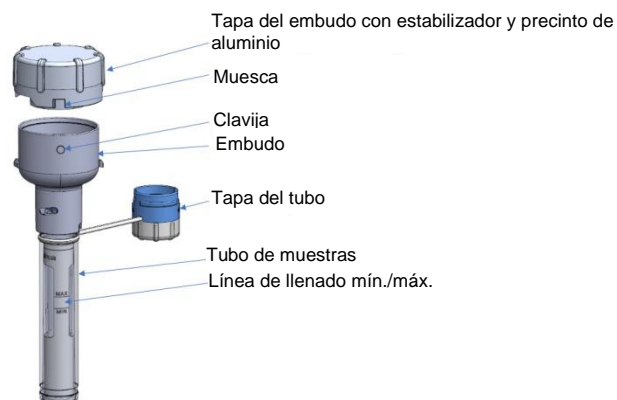 Tapa del embudo con estabilizador y precinto de
aluminio
Muesca
Clavija
Embudo
Tapa del tubo
Tubo de muestras
Línea de llenado mín./máx.
MAX
MIN